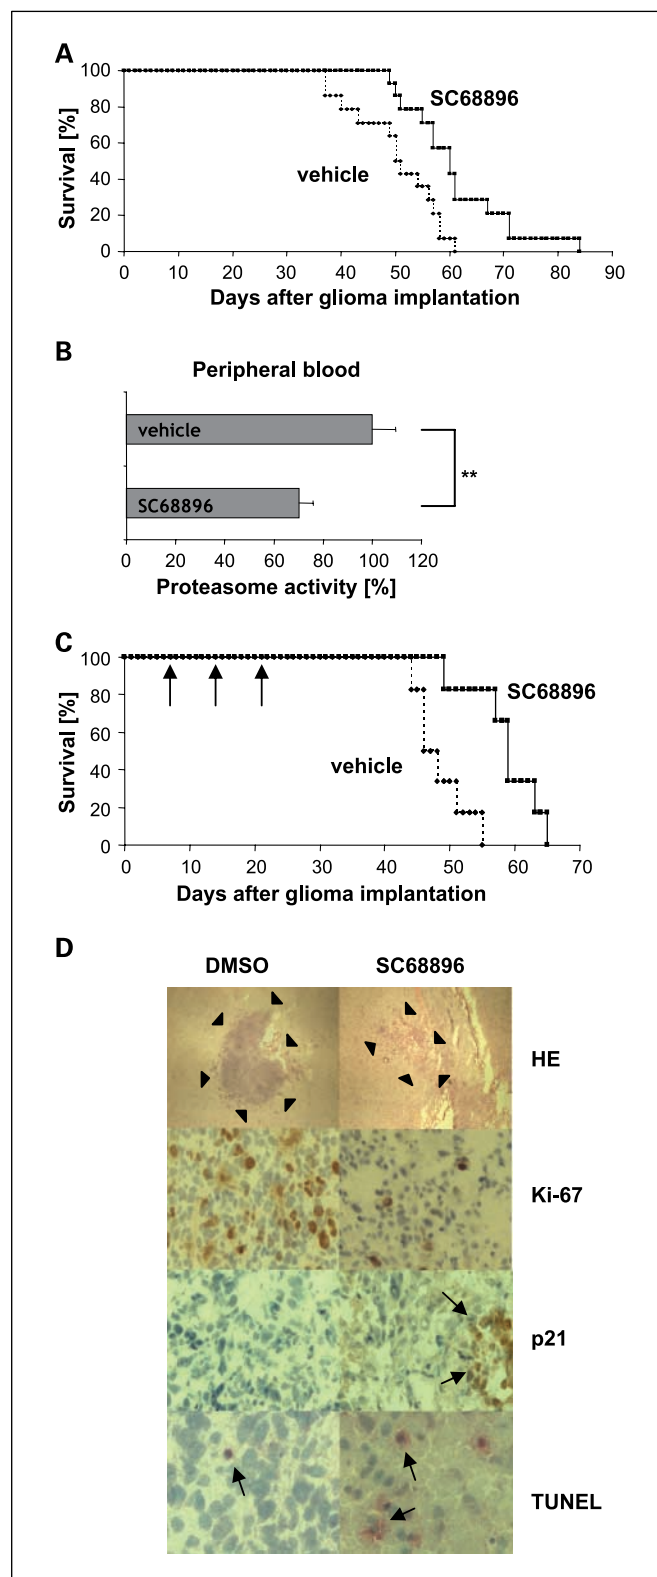 A
100
80
60
40
20
0
Survival [%]
SC68896
vehicle
0 10 20 30 40 50 60 70 80 90
Days after glioma implantation
B
Peripheral blood
vehicle
SC68896
**
0 20 40 60 80 100 120
Proteasome activity [%]
C
100
80
60
40
20
0
Survival [%]
SC68896
vehicle
0 10 20 30 40 50 60 70
Days after glioma implantation
D
DMSO SC68896
HE
Ki-67
p21
TUNEL